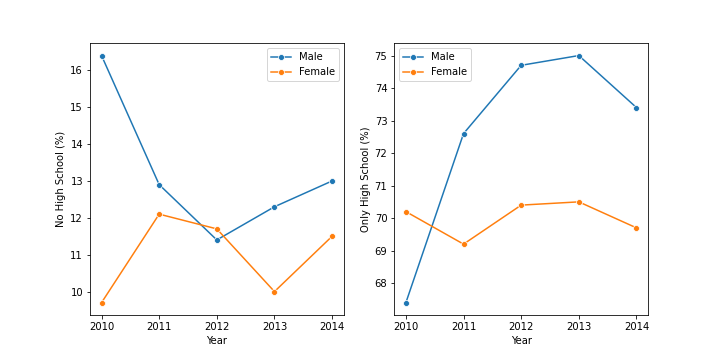 No High School (%)
16
15
14
13
12
11
10
Male
Female
2010 2011 2012 2013 2014
Year
Only High School (%)
75
74
73
72
71
70
69
68
Male
Female
2010 2011 2012 2013 2014
Year